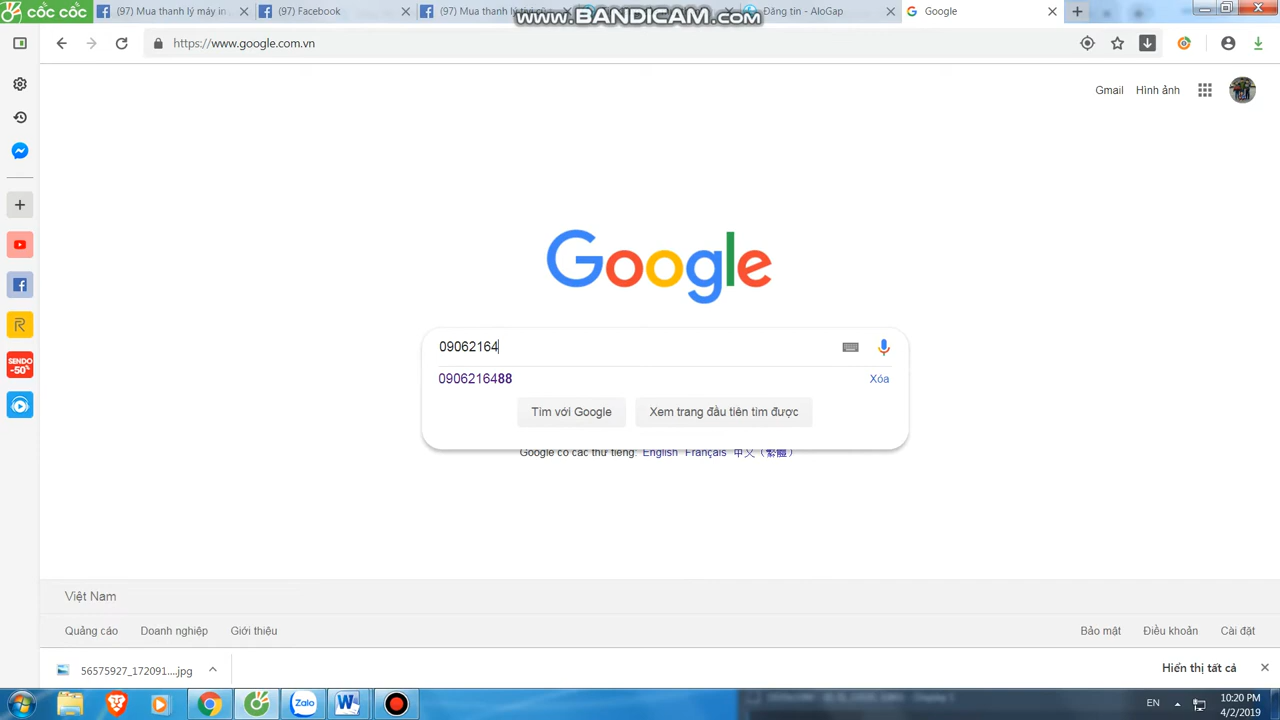 cốc cốc
(97) Mua thanh lý máy in
(97) Facebook
(97) Mua thanh lý
Đăng tin - AloGap
Google
www.BANDICAM.com
https://www.google.com.vn
Gmail
Hình ảnh
Google
09062164
0906216488
Xóa
Tìm với Google
Xem trang đầu tiên tìm được
Google có các thứ tiếng: English Français 中文（繁體）
Việt Nam
Quảng cáo
Doanh nghiệp
Giới thiệu
Bảo mật
Điều khoản
Cài đặt
56575927_172091....jpg
Hiển thị tất cả
SENDO
-50%
Zalo
EN
10:20 PM
4/2/2019